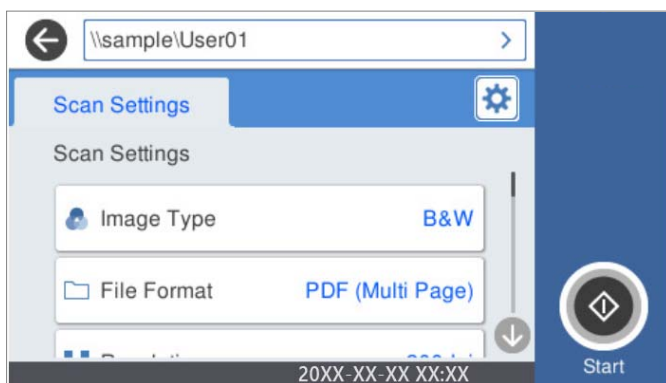 \\sample\User01
Scan Settings
Scan Settings
Image Type B&W
File Format PDF (Multi Page)
20XX-XX-XX XX:XX
Start